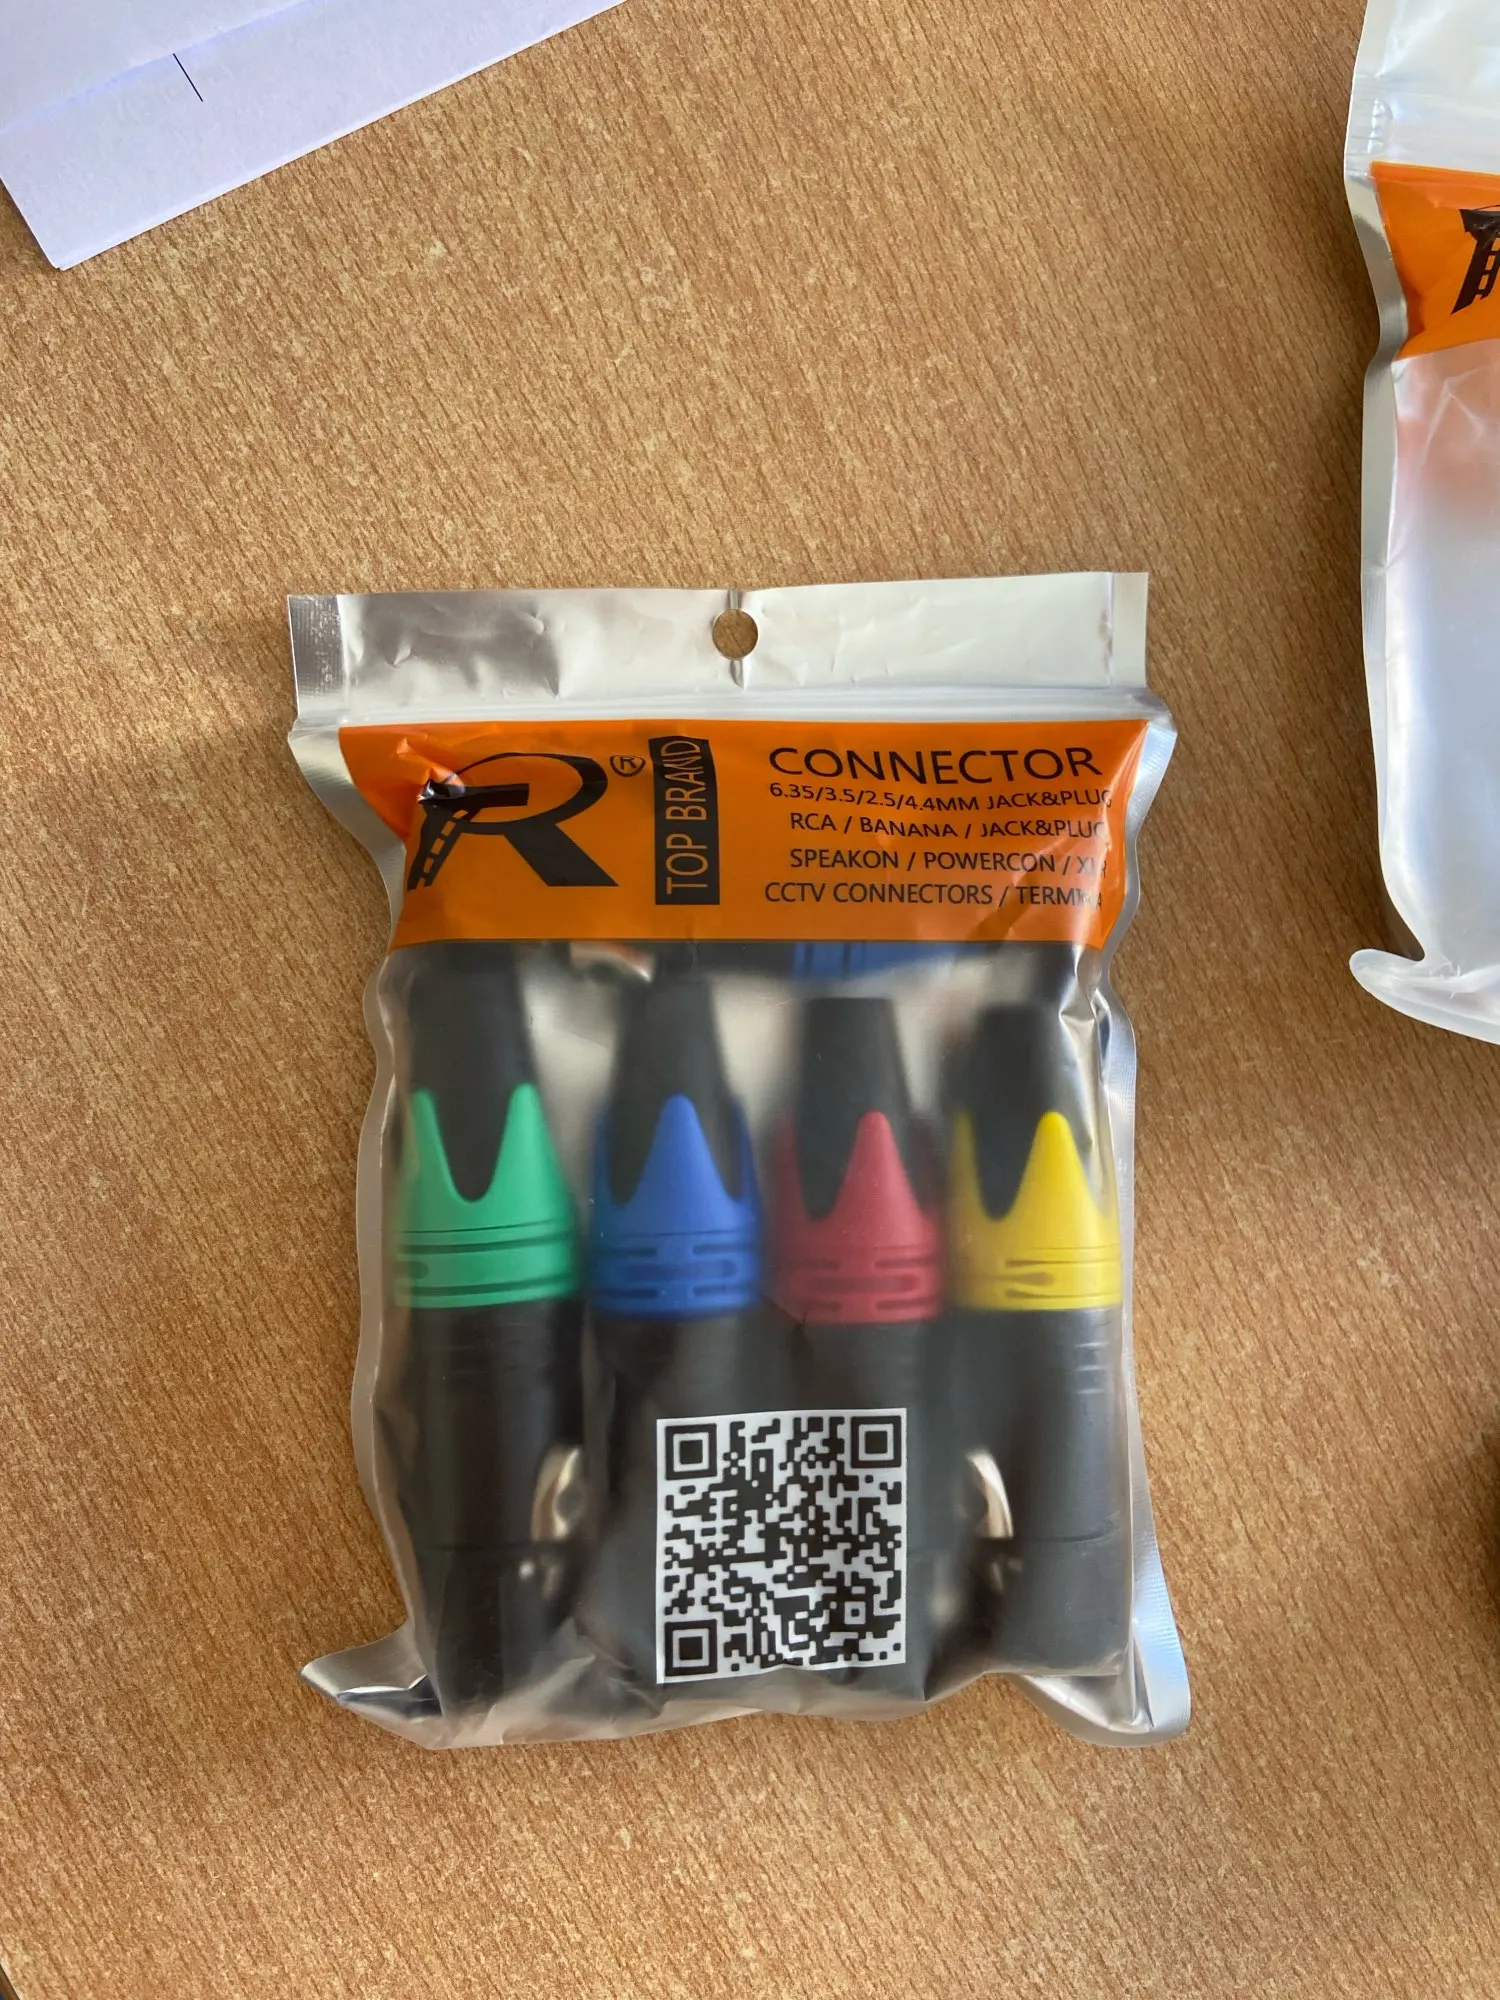 R®
TOP BRAND
CONNECTOR
6.35/3.5/2.5/4.4MM JACK&PLUG
RCA / BANANA / JACK&PLUG
SPEAKON / POWERCON /
CCTV CONNECTORS /